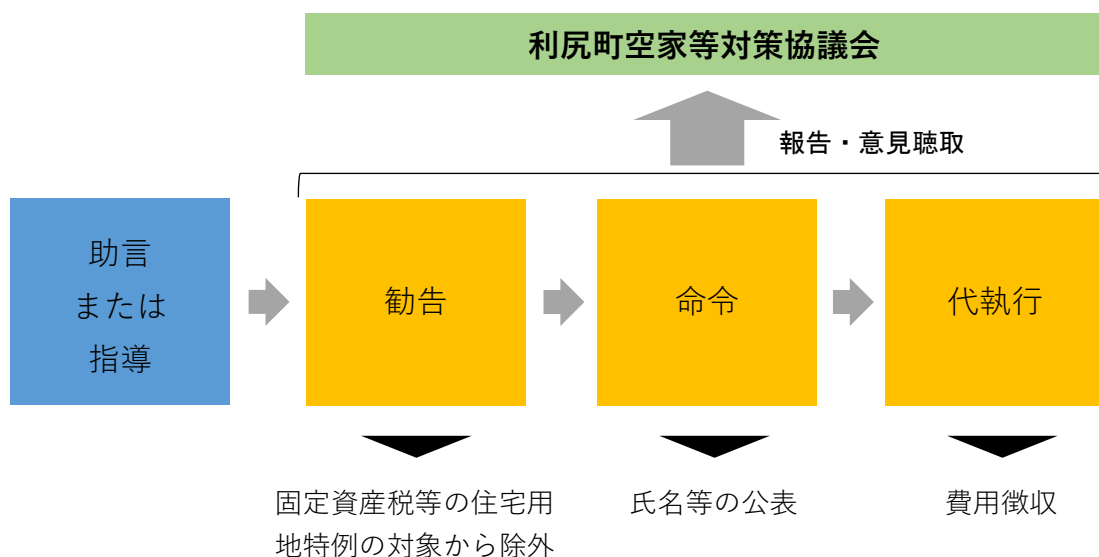 利尻町空家等対策協議会
報告・意見聴取
助言
または
指導
勧告
命令
代執行
固定資産税等の住宅用
地特例の対象から除外
氏名等の公表
費用徴収